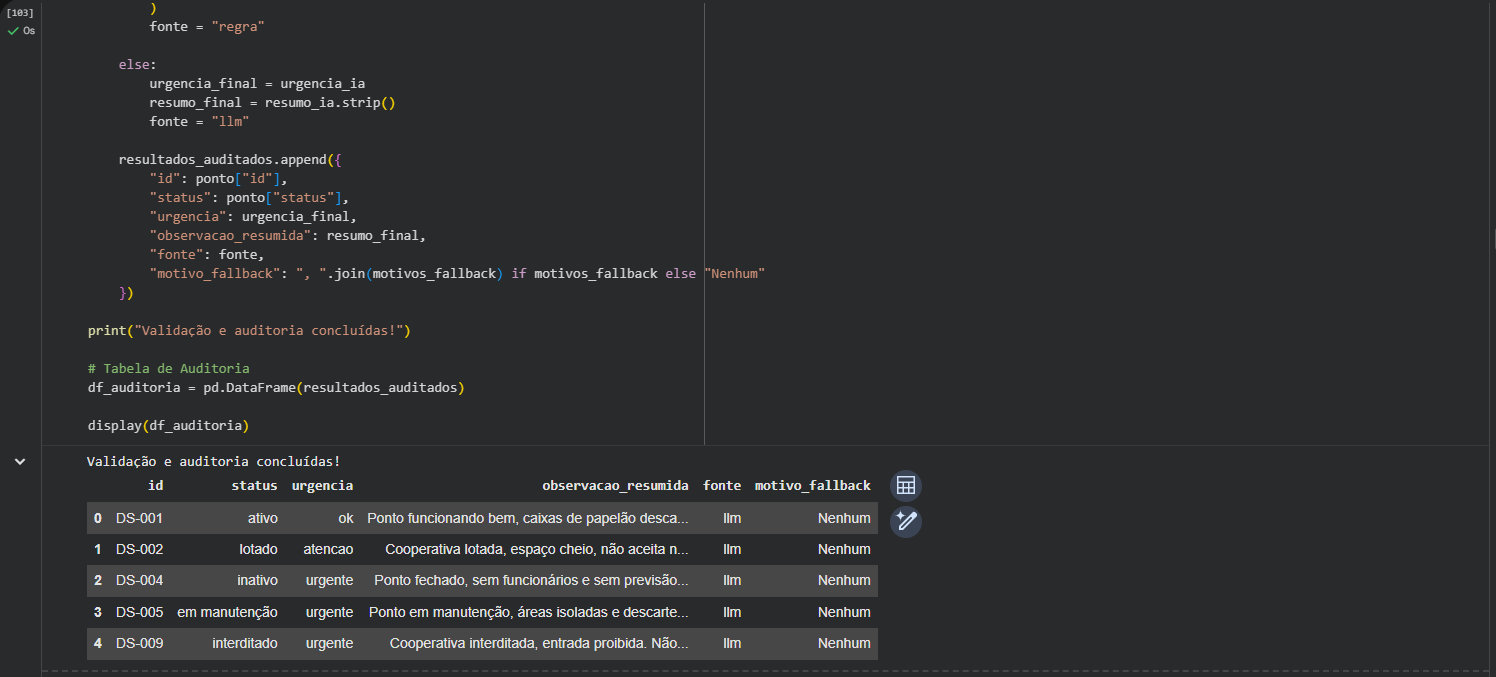 [103]
0s
)
fonte = "regra"
else:
urgencia_final = urgencia_ia
resumo_final = resumo_ia.strip()
fonte = "llm"
resultados_auditados.append({
"id": ponto["id"],
"status": ponto["status"],
"urgencia": urgencia_final,
"observacao_resumida": resumo_final,
"fonte": fonte,
"motivo_fallback": ", ".join(motivos_fallback) if motivos_fallback else "Nenhum"
})
print("Validação e auditoria concluídas!")
# Tabela de Auditoria
df_auditoria = pd.DataFrame(resultados_auditados)
display(df_auditoria)
Validação e auditoria concluídas!
id status urgencia observacao_resumida fonte motivo_fallback
0 DS-001 ativo ok Ponto funcionando bem, caixas de papelão desca... llm Nenhum
1 DS-002 lotado atencao Cooperativa lotada, espaço cheio, não aceita n... llm Nenhum
2 DS-004 inativo urgente Ponto fechado, sem funcionários e sem previsão... llm Nenhum
3 DS-005 em manutenção urgente Ponto em manutenção, áreas isoladas e descarte... llm Nenhum
4 DS-009 interditado urgente Cooperativa interditada, entrada proibida. Não... llm Nenhum